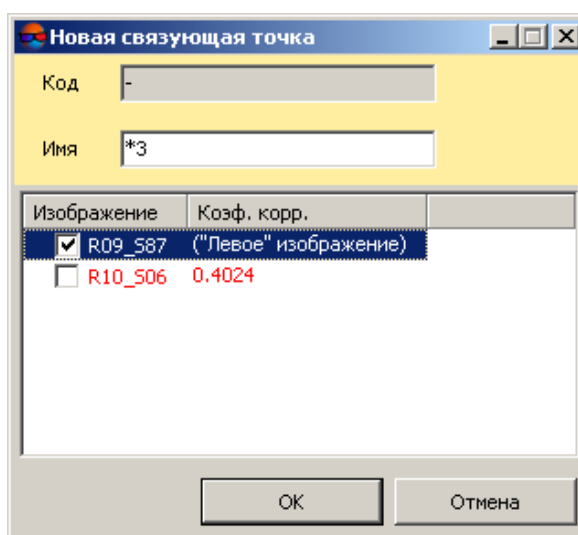 Новая связующая точка
Код -
Имя *3
Изображение Коэф. корр.
R09_S87 ("Левое" изображение)
R10_S06 0.4024
OK Отмена